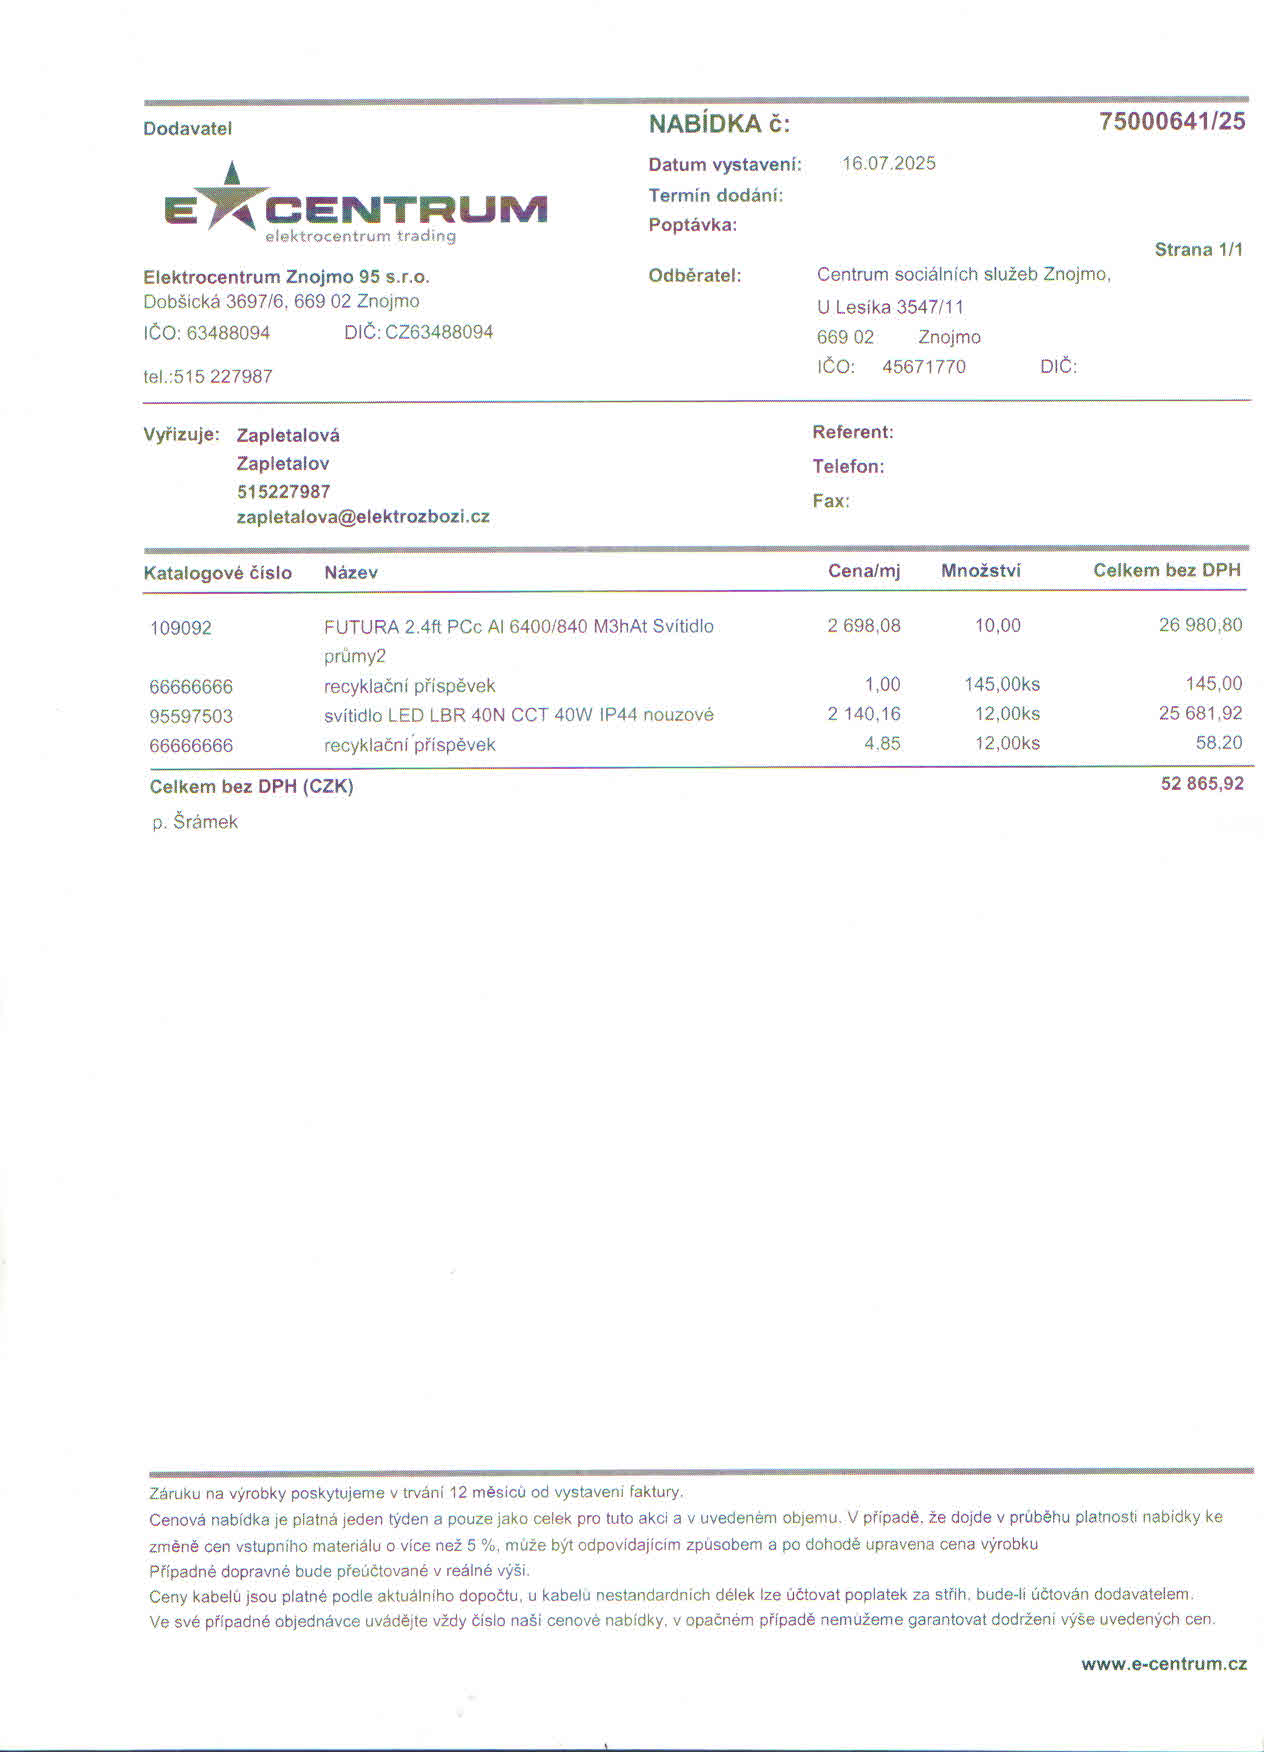 Dodavatel
NABÍDKA č: 75000641/25
Datum vystavení: 16.07.2025
Termín dodání:
Poptávka:
Strana 1/1
E CENTRUM
elektrocentrum trading
Elektrocentrum Znojmo 95 s.r.o.
Dobšická 3697/6, 669 02 Znojmo
IČO: 63488094 DIČ: CZ63488094
tel.:515 227987
Odběratel: Centrum sociálních služeb Znojmo,
U Lesíka 3547/11
669 02 Znojmo
IČO: 45671770 DIČ:
Vyřizuje: Zapletalová
Zapletalov
515227987
zapletalova@elektrozbozi.cz
Referent:
Telefon:
Fax:
Katalogové číslo Název Cena/mj Množství Celkem bez DPH
109092 FUTURA 2.4ft PCc Al 6400/840 M3hAt Svítidlo 2 698,08 10,00 26 980,80
průmy2
66666666 recyklační příspěvek 1,00 145,00ks 145,00
95597503 svítidlo LED LBR 40N CCT 40W IP44 nouzové 2 140,16 12,00ks 25 681,92
66666666 recyklační příspěvek 4,85 12,00ks 58,20
Celkem bez DPH (CZK) 52 865,92
p. Šrámek
Záruku na výrobky poskytujeme v trvání 12 měsíců od vystavení faktury.
Cenová nabídka je platná jeden týden a pouze jako celek pro tuto akci a v uvedeném objemu. V případě, že dojde v průběhu platnosti nabídky ke
změně cen vstupního materiálu o více než 5 %, může být odpovídajícím způsobem a po dohodě upravena cena výrobku
Případné dopravné bude přeúčtované v reálné výši.
Ceny kabelů jsou platné podle aktuálního dopočtu, u kabelů nestandardních délek lze účtovat poplatek za střih, bude-li účtován dodavatelem.
Ve své případné objednávce uvádějte vždy číslo naší cenové nabídky, v opačném případě nemůžeme garantovat dodržení výše uvedených cen.
www.e-centrum.cz